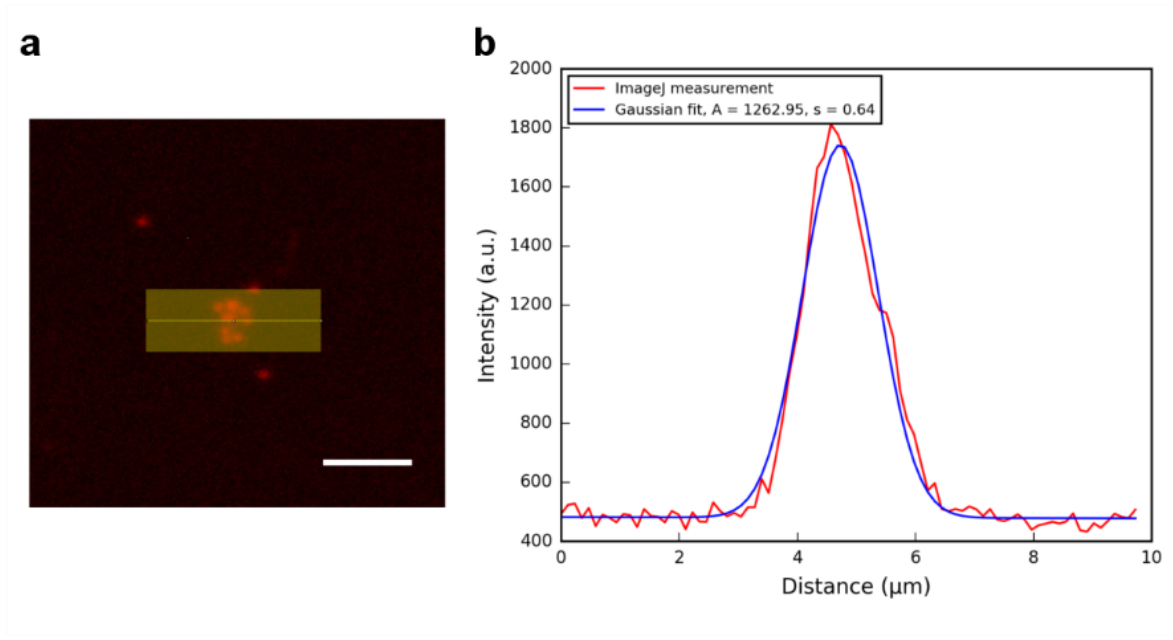 a
b
2000
1800
1600
1400
1200
1000
800
600
400
ImageJ measurement
Gaussian fit, A = 1262.95, s = 0.64
Intensity (a.u.)
0 2 4 6 8 10
Distance (μm)